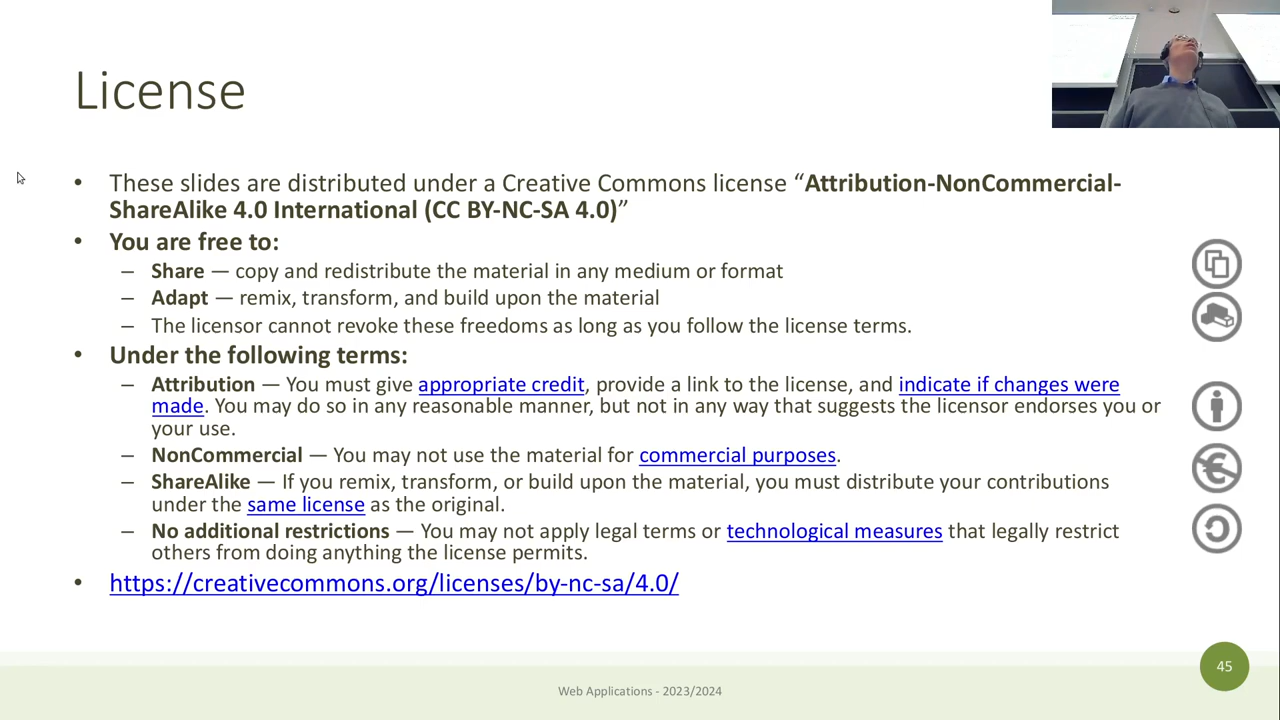 License
• These slides are distributed under a Creative Commons license “Attribution-NonCommercial-
ShareAlike 4.0 International (CC BY-NC-SA 4.0)”
• You are free to:
– Share — copy and redistribute the material in any medium or format
– Adapt — remix, transform, and build upon the material
– The licensor cannot revoke these freedoms as long as you follow the license terms.
• Under the following terms:
– Attribution — You must give appropriate credit, provide a link to the license, and indicate if changes were
made. You may do so in any reasonable manner, but not in any way that suggests the licensor endorses you or
your use.
– NonCommercial — You may not use the material for commercial purposes.
– ShareAlike — If you remix, transform, or build upon the material, you must distribute your contributions
under the same license as the original.
– No additional restrictions — You may not apply legal terms or technological measures that legally restrict
others from doing anything the license permits.
• https://creativecommons.org/licenses/by-nc-sa/4.0/
45
Web Applications - 2023/2024